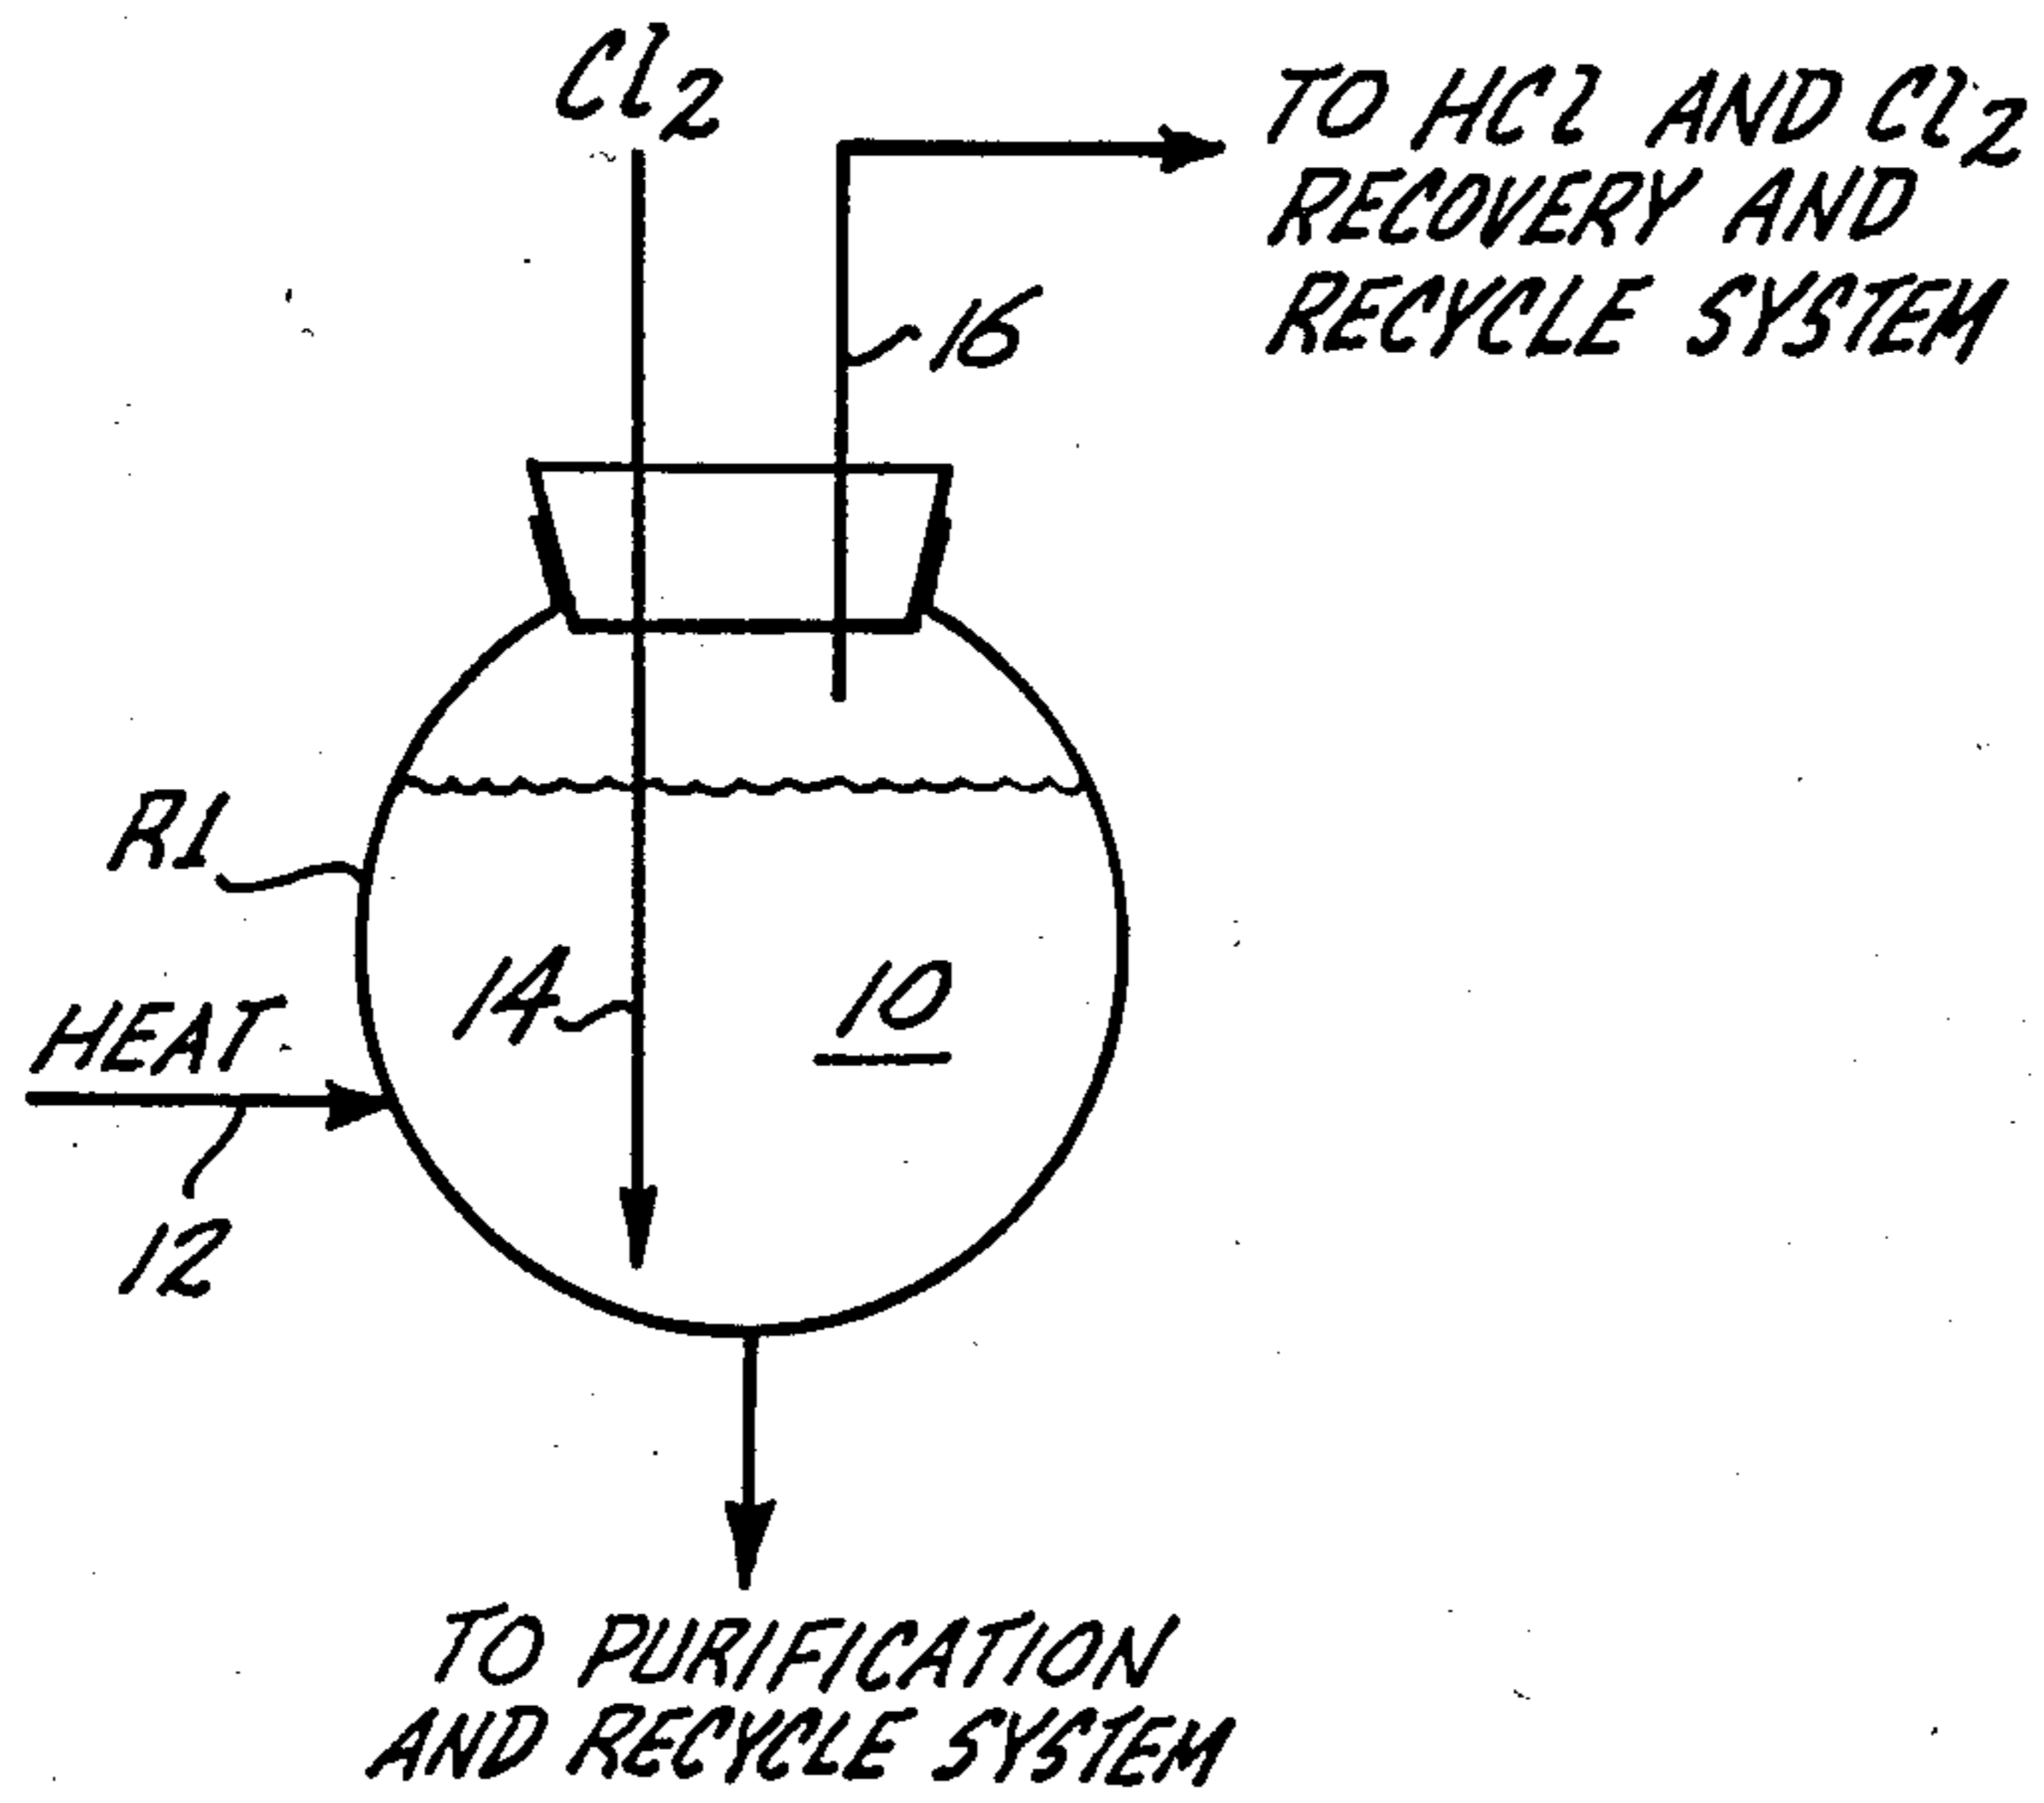 Cl2
TO HCl AND Cl2
RECOVERY AND
RECYCLE SYSTEM
16
R1
14
10
HEAT
12
TO PURIFICATION
AND RECYCLE SYSTEM